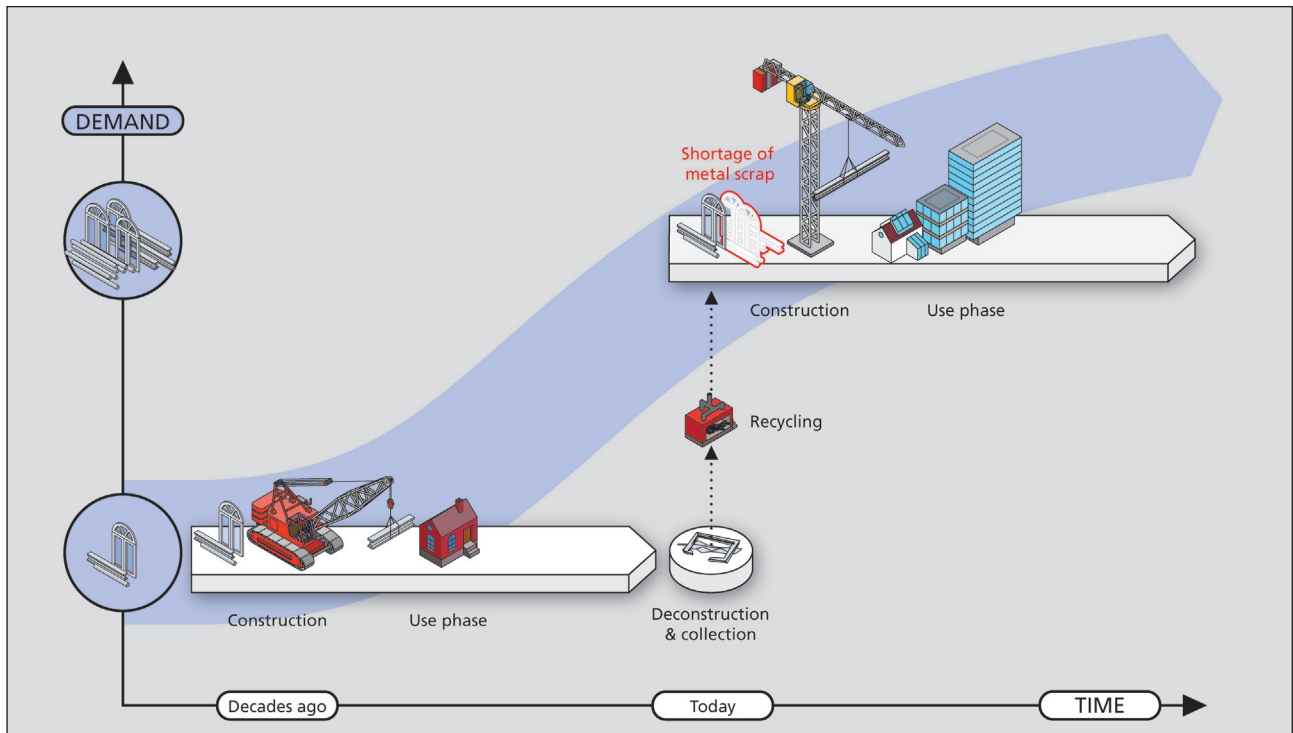 DEMAND
Shortage of
metal scrap
Construction
Use phase
Recycling
Construction
Use phase
Deconstruction
& collection
Decades ago
Today
TIME